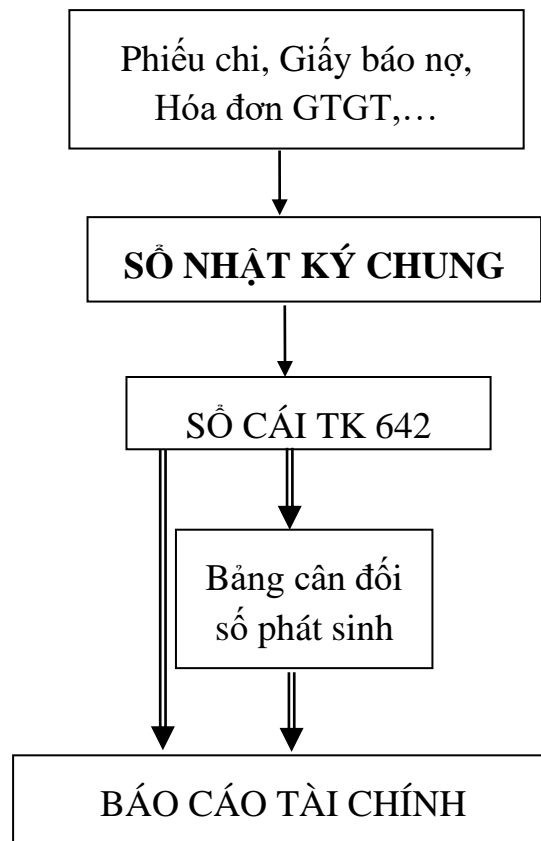 Phiếu chi, Giấy báo nợ,
Hóa đơn GTGT,…
SỔ NHẬT KÝ CHUNG
SỔ CÁI TK 642
Bảng cân đối
số phát sinh
BÁO CÁO TÀI CHÍNH